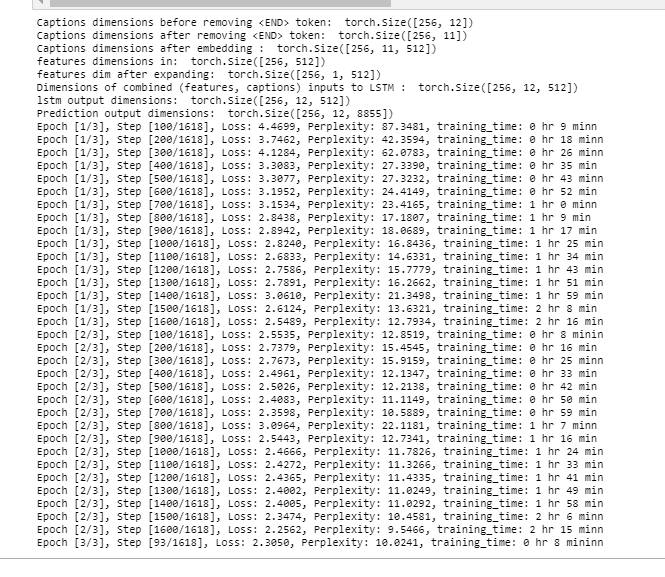 Captions dimensions before removing <END> token:  torch.Size([256, 12])
Captions dimensions after removing <END> token:  torch.Size([256, 11])
Captions dimensions after embedding :  torch.Size([256, 11, 512])
features dimensions in:  torch.Size([256, 512])
features dim after expanding:  torch.Size([256, 1, 512])
Dimensions of combined (features, captions) inputs to LSTM :  torch.Size([256, 12, 512])
lstm output dimensions:  torch.Size([256, 12, 512])
Prediction output dimensions:  torch.Size([256, 12, 8855])
Epoch [1/3], Step [100/1618], Loss: 4.4699, Perplexity: 87.3481, training_time: 0 hr 9 minn
Epoch [1/3], Step [200/1618], Loss: 3.7462, Perplexity: 42.3594, training_time: 0 hr 18 minn
Epoch [1/3], Step [300/1618], Loss: 4.1284, Perplexity: 62.0783, training_time: 0 hr 26 minn
Epoch [1/3], Step [400/1618], Loss: 3.3083, Perplexity: 27.3390, training_time: 0 hr 35 min
Epoch [1/3], Step [500/1618], Loss: 3.3077, Perplexity: 27.3232, training_time: 0 hr 43 minn
Epoch [1/3], Step [600/1618], Loss: 3.1952, Perplexity: 24.4149, training_time: 0 hr 52 min
Epoch [1/3], Step [700/1618], Loss: 3.1534, Perplexity: 23.4165, training_time: 1 hr 0 minn
Epoch [1/3], Step [800/1618], Loss: 2.8438, Perplexity: 17.1807, training_time: 1 hr 9 min
Epoch [1/3], Step [900/1618], Loss: 2.8942, Perplexity: 18.0689, training_time: 1 hr 17 min
Epoch [1/3], Step [1000/1618], Loss: 2.8240, Perplexity: 16.8436, training_time: 1 hr 25 min
Epoch [1/3], Step [1100/1618], Loss: 2.6833, Perplexity: 14.6331, training_time: 1 hr 34 min
Epoch [1/3], Step [1200/1618], Loss: 2.7586, Perplexity: 15.7779, training_time: 1 hr 43 min
Epoch [1/3], Step [1300/1618], Loss: 2.7891, Perplexity: 16.2662, training_time: 1 hr 51 min
Epoch [1/3], Step [1400/1618], Loss: 3.0610, Perplexity: 21.3498, training_time: 1 hr 59 min
Epoch [1/3], Step [1500/1618], Loss: 2.6124, Perplexity: 13.6321, training_time: 2 hr 8 min
Epoch [1/3], Step [1600/1618], Loss: 2.5489, Perplexity: 12.7934, training_time: 2 hr 16 min
Epoch [2/3], Step [100/1618], Loss: 2.5535, Perplexity: 12.8519, training_time: 0 hr 8 minin
Epoch [2/3], Step [200/1618], Loss: 2.7379, Perplexity: 15.4545, training_time: 0 hr 16 min
Epoch [2/3], Step [300/1618], Loss: 2.7673, Perplexity: 15.9159, training_time: 0 hr 25 minn
Epoch [2/3], Step [400/1618], Loss: 2.4961, Perplexity: 12.1347, training_time: 0 hr 33 min
Epoch [2/3], Step [500/1618], Loss: 2.5026, Perplexity: 12.2138, training_time: 0 hr 42 min
Epoch [2/3], Step [600/1618], Loss: 2.4083, Perplexity: 11.1149, training_time: 0 hr 50 min
Epoch [2/3], Step [700/1618], Loss: 2.3598, Perplexity: 10.5889, training_time: 0 hr 59 min
Epoch [2/3], Step [800/1618], Loss: 3.0964, Perplexity: 22.1181, training_time: 1 hr 7 minn
Epoch [2/3], Step [900/1618], Loss: 2.5443, Perplexity: 12.7341, training_time: 1 hr 16 min
Epoch [2/3], Step [1000/1618], Loss: 2.4666, Perplexity: 11.7826, training_time: 1 hr 24 min
Epoch [2/3], Step [1100/1618], Loss: 2.4272, Perplexity: 11.3266, training_time: 1 hr 33 min
Epoch [2/3], Step [1200/1618], Loss: 2.4365, Perplexity: 11.4335, training_time: 1 hr 41 min
Epoch [2/3], Step [1300/1618], Loss: 2.4002, Perplexity: 11.0249, training_time: 1 hr 49 min
Epoch [2/3], Step [1400/1618], Loss: 2.4005, Perplexity: 11.0292, training_time: 1 hr 58 min
Epoch [2/3], Step [1500/1618], Loss: 2.3474, Perplexity: 10.4581, training_time: 2 hr 6 minn
Epoch [2/3], Step [1600/1618], Loss: 2.2562, Perplexity: 9.5466, training_time: 2 hr 15 minn
Epoch [3/3], Step [93/1618], Loss: 2.3050, Perplexity: 10.0241, training_time: 0 hr 8 mininn